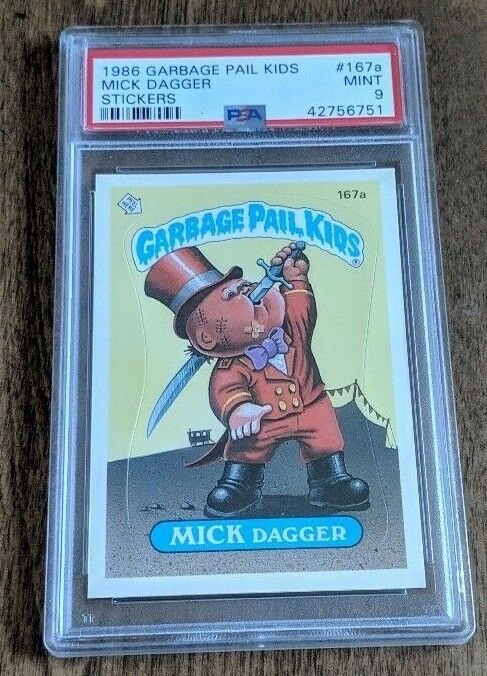 1986 GARBAGE PAIL KIDS #167a
MICK DAGGER MINT
STICKERS 9
PSA 42756751
167a
GARBAGE PAIL KIDS®
MICK DAGGER